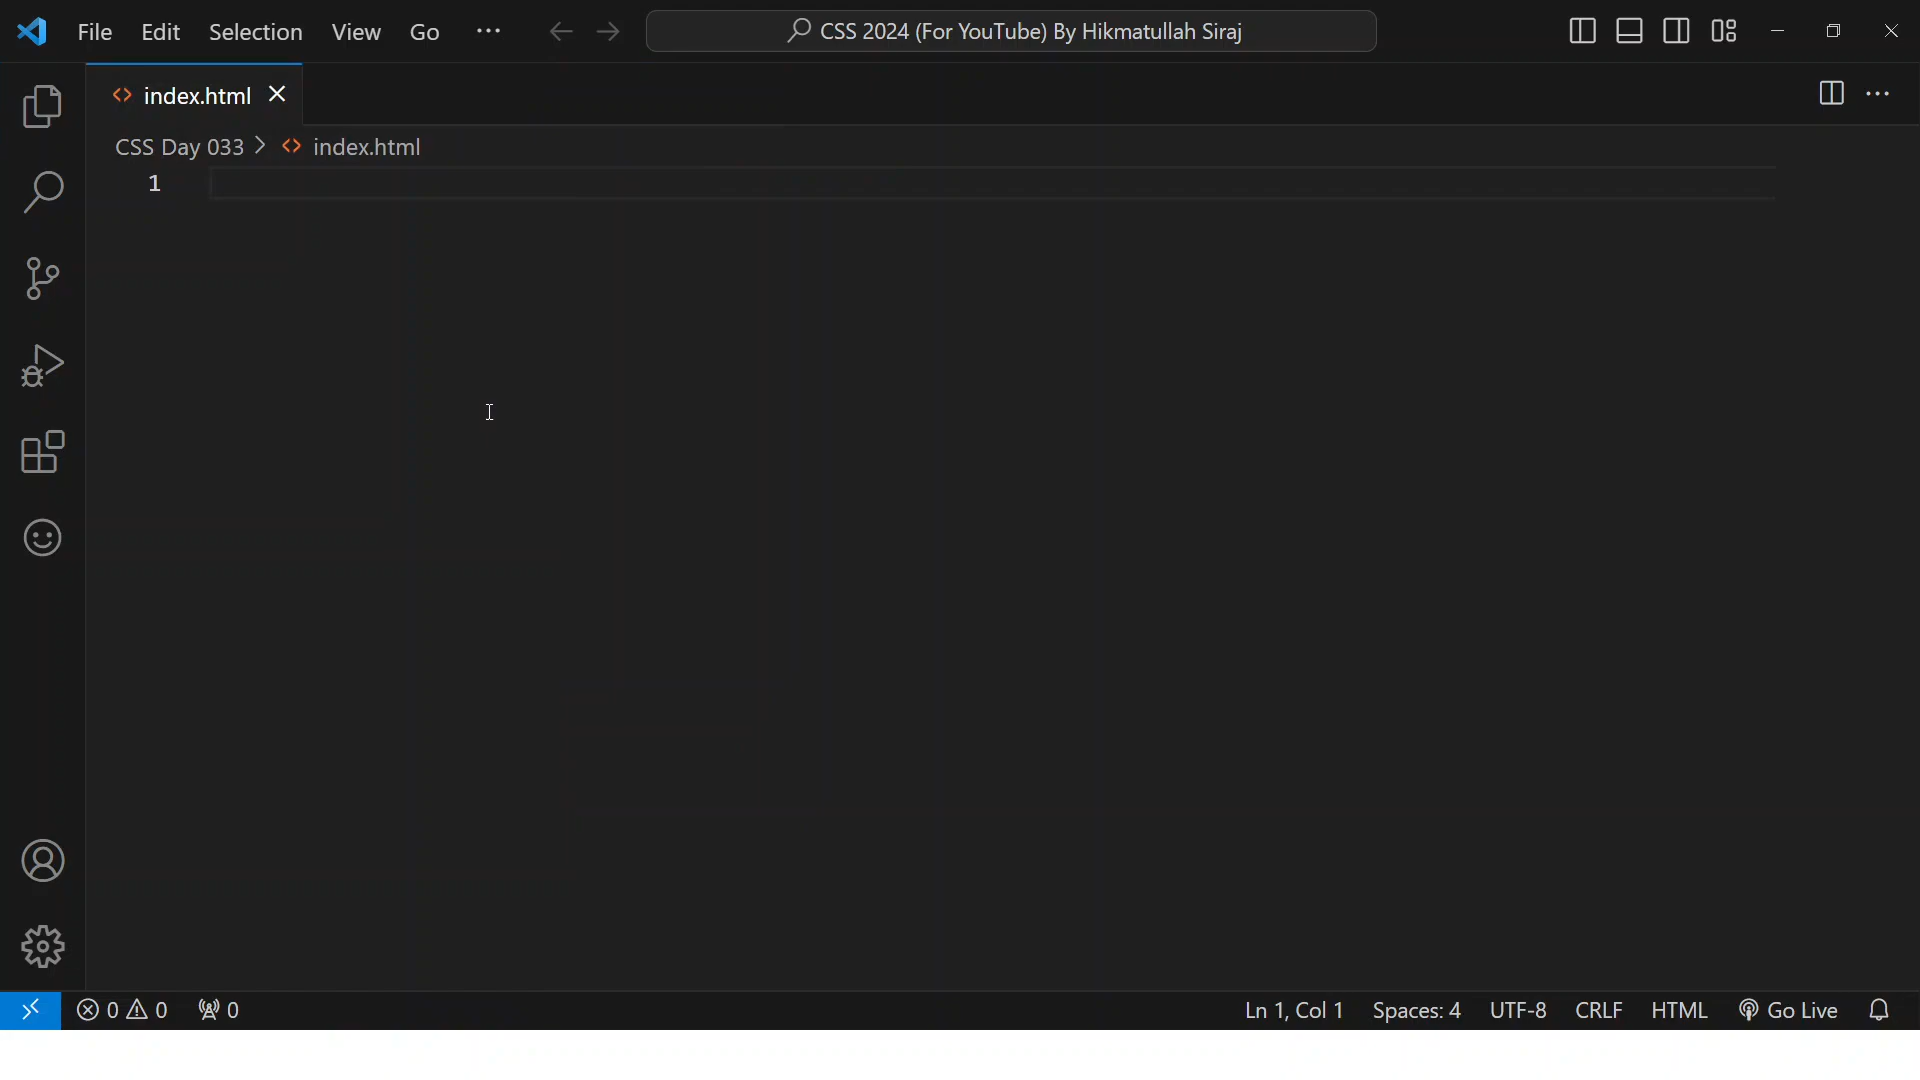 File Edit Selection View Go ··· CSS 2024 (For YouTube) By Hikmatullah Siraj
index.html
CSS Day 033 > index.html
1
0 0 0 Ln 1, Col 1 Spaces: 4 UTF-8 CRLF HTML Go Live